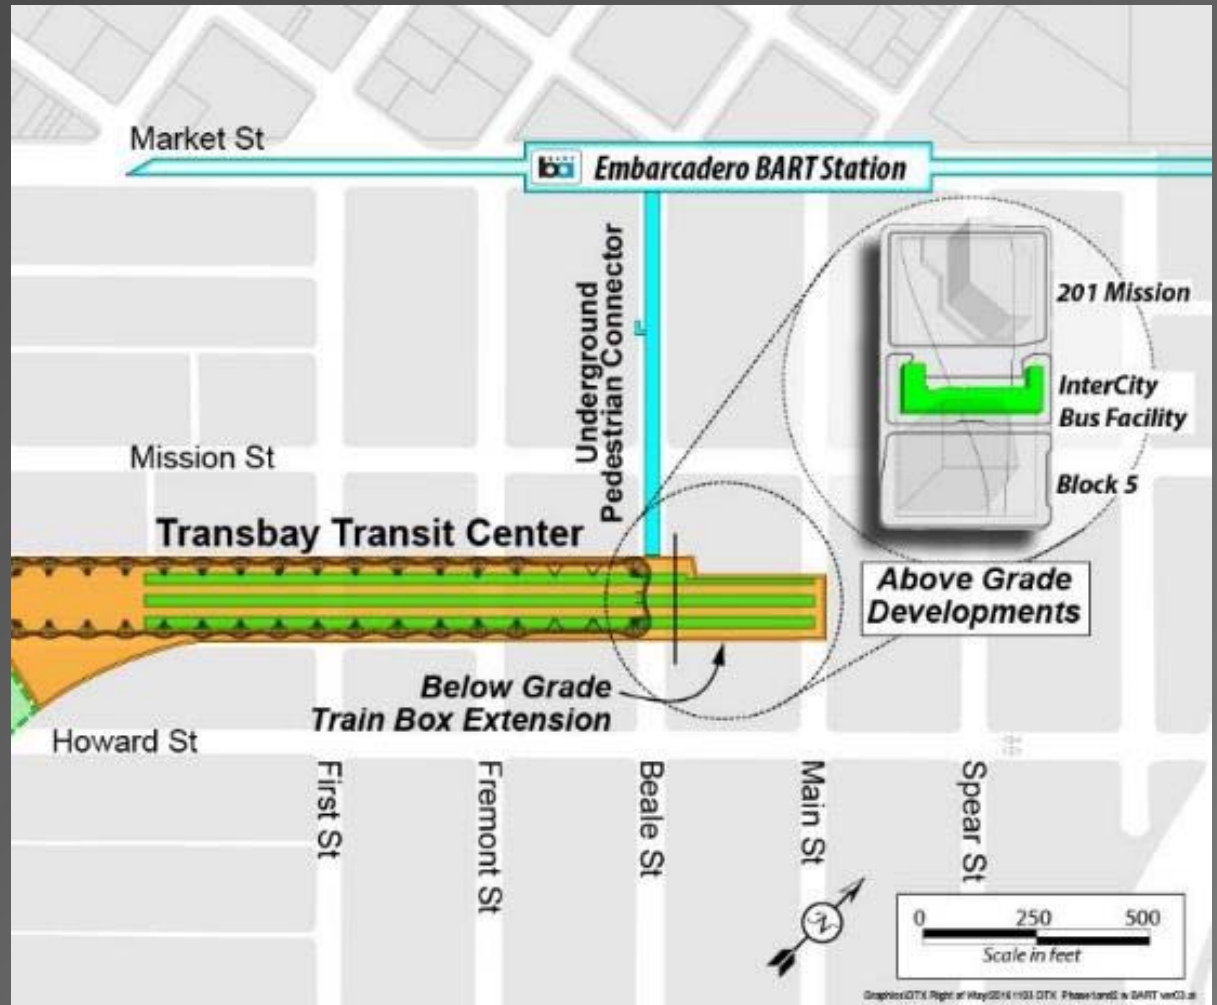 Market St
ba Embarcadero BART Station
Underground
Pedestrian Connector
201 Mission
InterCity
Bus Facility
Block 5
Mission St
Transbay Transit Center
Above Grade
Developments
Below Grade
Train Box Extension
Howard St
First St
Fremont St
Beale St
Main St
Spear St
N
0 250 500
Scale in feet